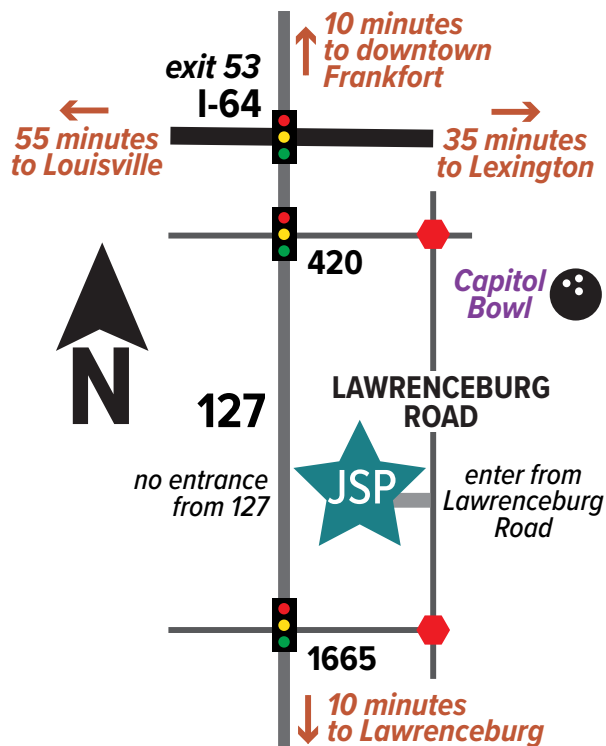 10 minutes
to downtown
Frankfort
exit 53
I-64
55 minutes
to Louisville
35 minutes
to Lexington
420
Capitol
Bowl
N
127
LAWRENCEBURG
ROAD
no entrance
from 127
JSP
enter from
Lawrenceburg
Road
1665
10 minutes
to Lawrenceburg